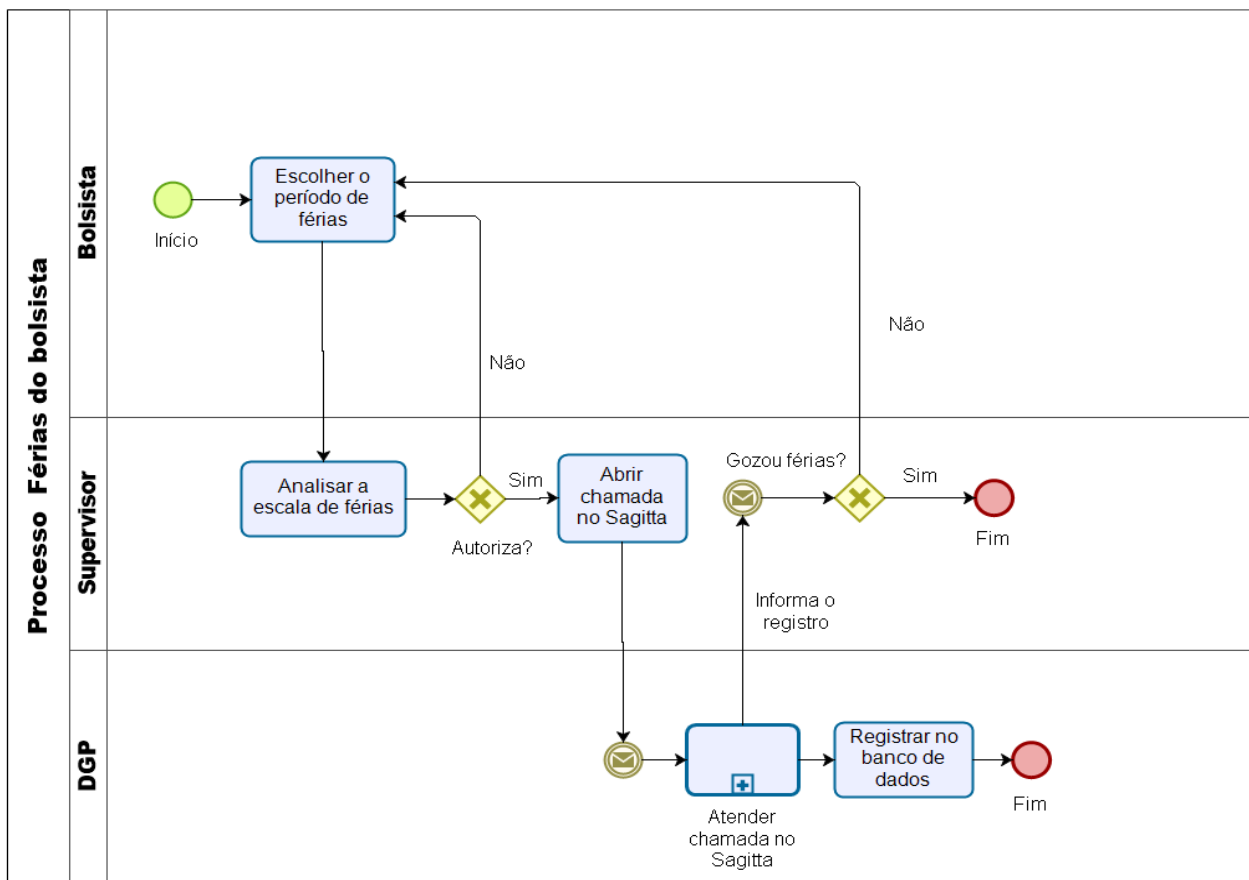 Processo  Férias do bolsista
Bolsista
Início
Escolher o
período de
férias
Não
Não
Supervisor
Analisar a
escala de férias
Autoriza?
Sim
Abrir
chamada
no Sagitta
Gozou férias?
Sim
Fim
Informa o
registro
DGP
Atender
chamada no
Sagitta
Registrar no
banco de
dados
Fim